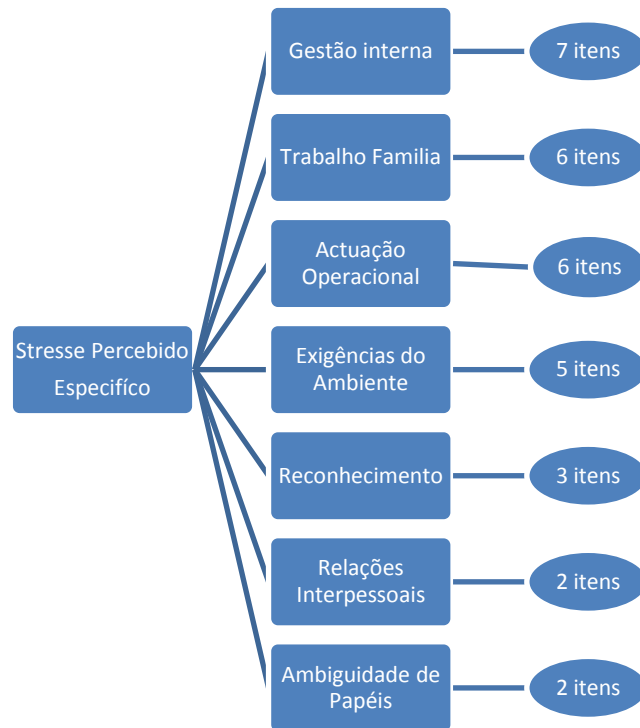 Gestão interna
7 itens
Trabalho Familia
6 itens
Actuação
Operacional
6 itens
Stresse Percebido
Especifíco
Exigências do
Ambiente
5 itens
Reconhecimento
3 itens
Relações
Interpessoais
2 itens
Ambiguidade de
Papéis
2 itens